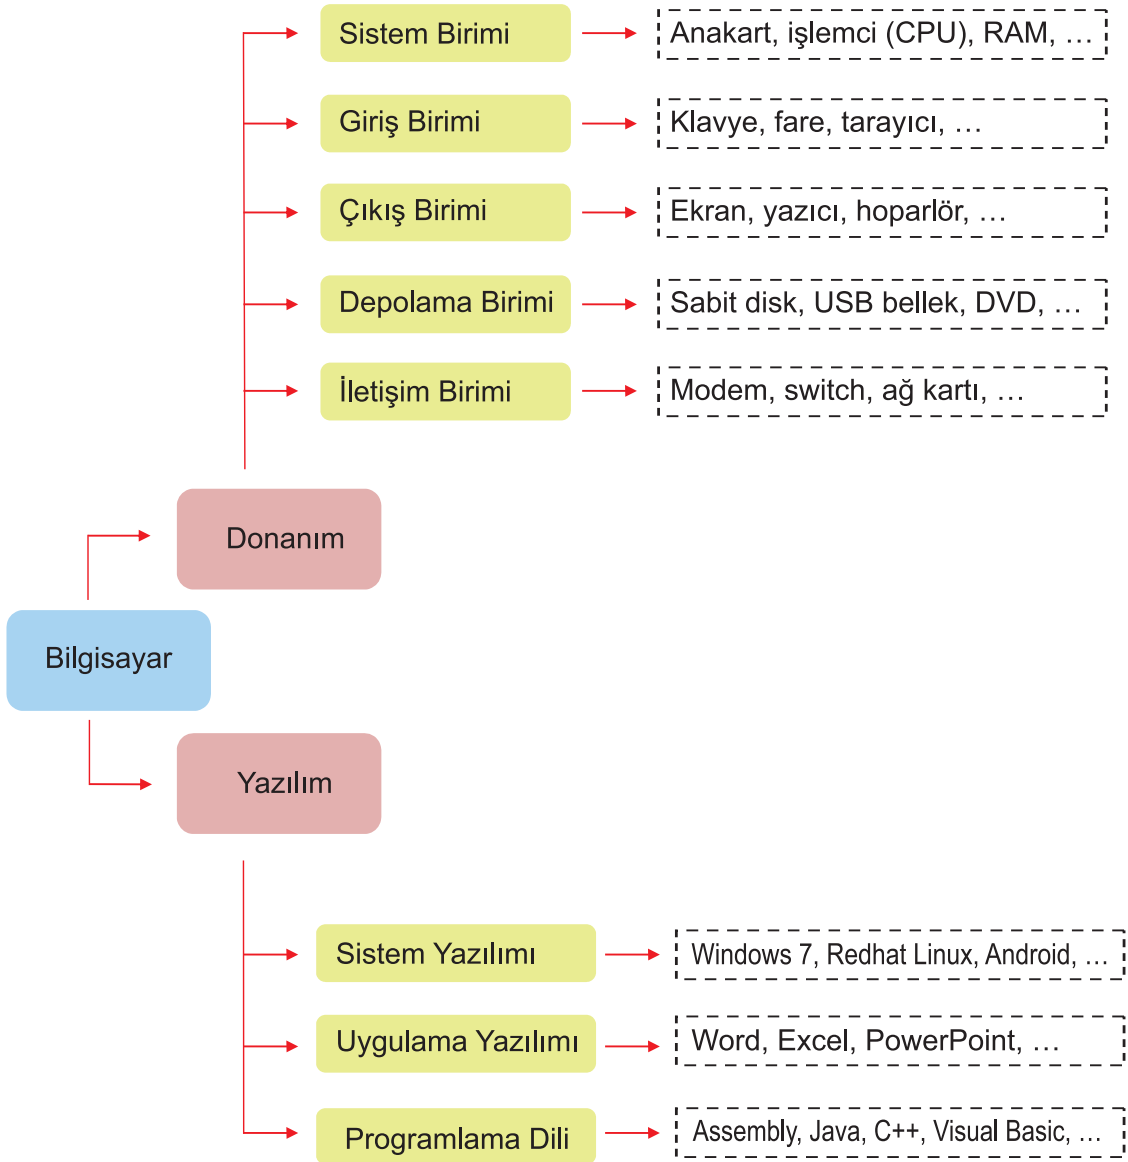 Sistem Birimi
Anakart, işlemci (CPU), RAM, …
Giriş Birimi
Klavye, fare, tarayıcı, …
Çıkış Birimi
Ekran, yazıcı, hoparlör, …
Depolama Birimi
Sabit disk, USB bellek, DVD, …
İletişim Birimi
Modem, switch, ağ kartı, …
Donanım
Bilgisayar
Yazılım
Sistem Yazılımı
Windows 7, Redhat Linux, Android, …
Uygulama Yazılımı
Word, Excel, PowerPoint, …
Programlama Dili
Assembly, Java, C++, Visual Basic, …